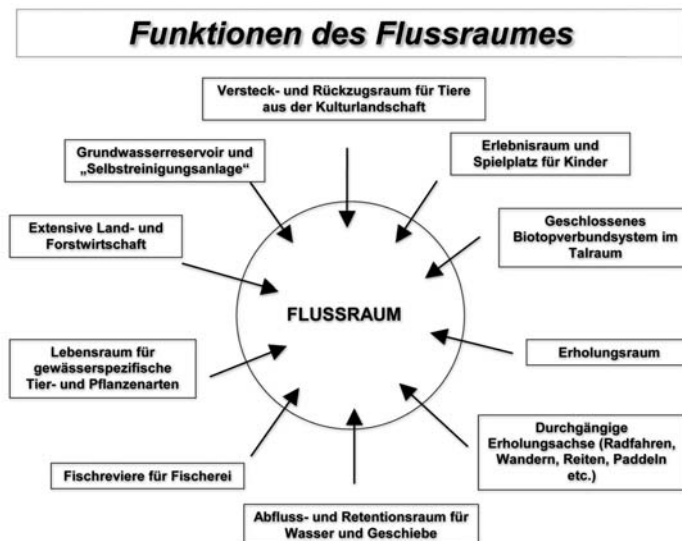 Funktionen des Flussraumes
Versteck- und Rückzugsraum für Tiere
aus der Kulturlandschaft
Grundwasserreservoir und
„Selbstreinigungsanlage“
Erlebnisraum und
Spielplatz für Kinder
Extensive Land- und
Forstwirtschaft
Geschlossenes
Biotopverbundsystem im
Talraum
FLUSSRAUM
Lebensraum für
gewässerspezifische
Tier- und Pflanzenarten
Erholungsraum
Fischreviere für Fischerei
Durchgängige
Erholungsachse (Radfahren,
Wandern, Reiten, Paddeln
etc.)
Abfluss- und Retentionsraum für
Wasser und Geschiebe